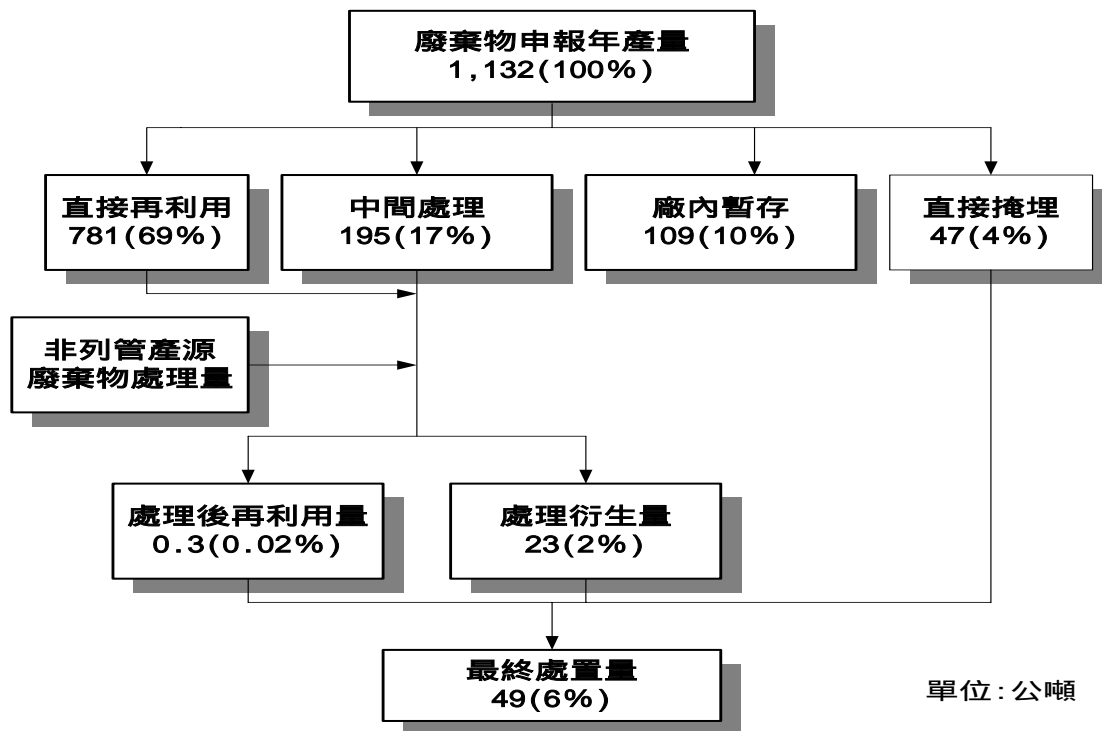 廢棄物申報年產量
1,132(100%)
直接再利用
781(69%)
中間處理
195(17%)
廠內暫存
109(10%)
直接掩埋
47(4%)
非列管產源
廢棄物處理量
處理後再利用量
0.3(0.02%)
處理衍生量
23(2%)
最終處置量
49(6%)
單位:公噸